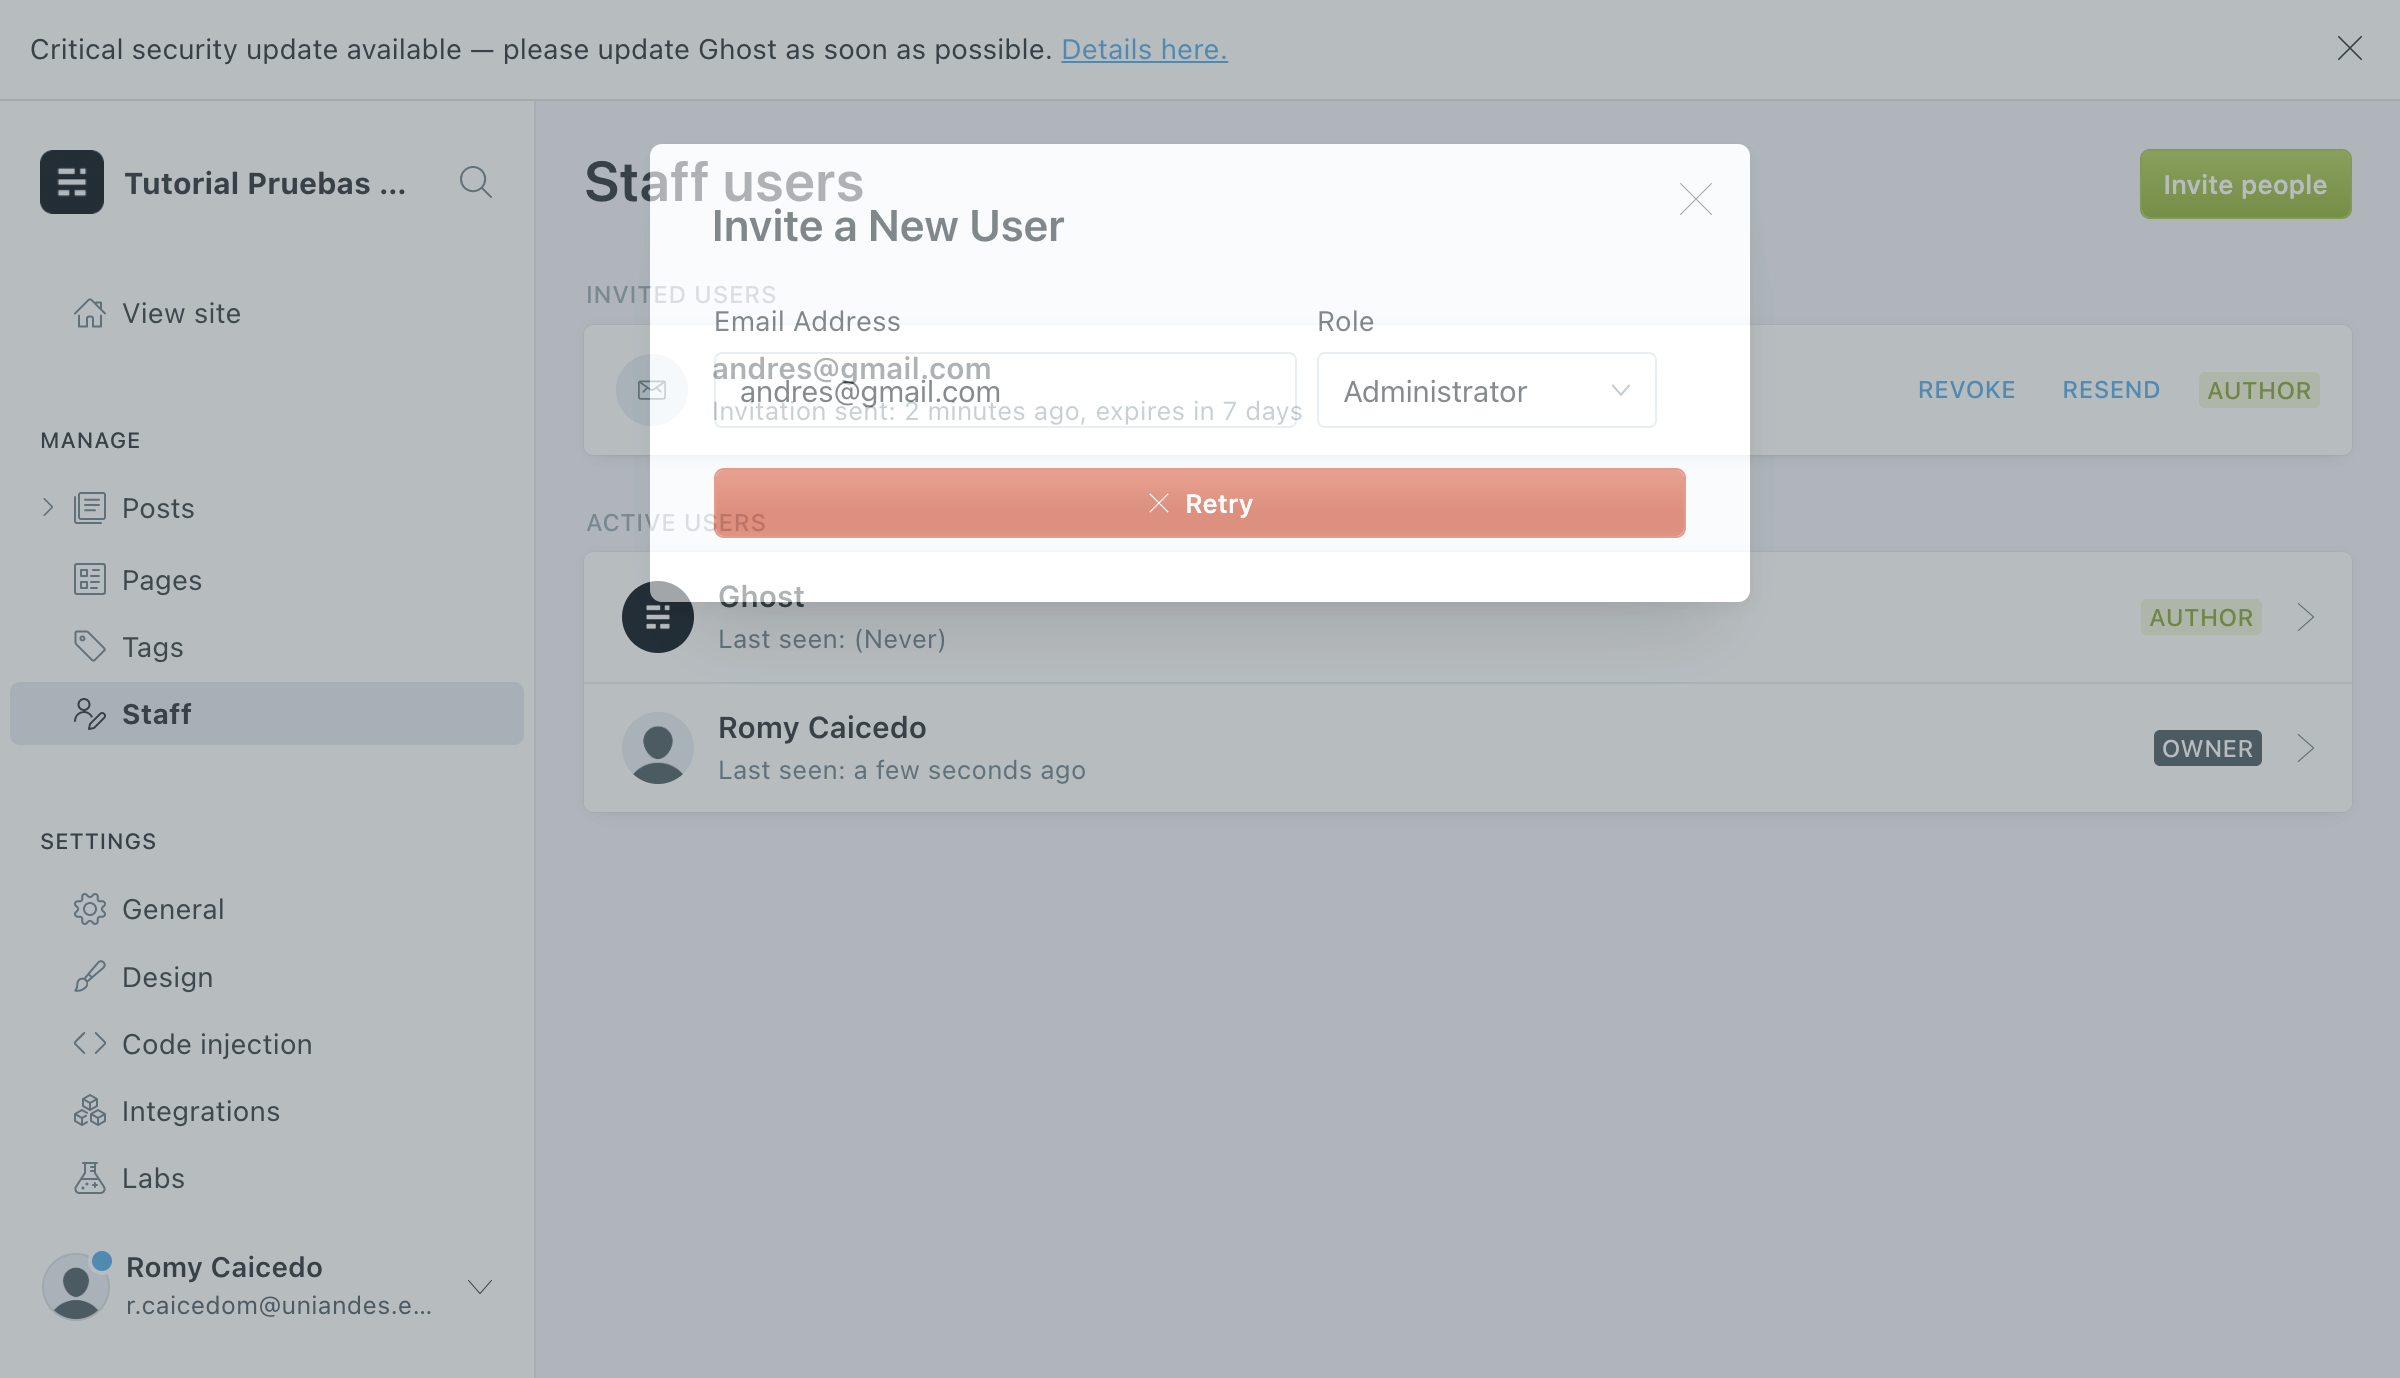 Critical security update available — please update Ghost as soon as possible. Details here.
Tutorial Pruebas ...
View site
MANAGE
Posts
Pages
Tags
Staff
SETTINGS
General
Design
Code injection
Integrations
Labs
Romy Caicedo
r.caicedom@uniandes.e...
Staff users
Invite people
INVITED USERS
andres@gmail.com
Invitation sent: 2 minutes ago, expires in 7 days
REVOKE
RESEND
AUTHOR
ACTIVE USERS
Ghost
Last seen: (Never)
AUTHOR
Romy Caicedo
Last seen: a few seconds ago
OWNER
Invite a New User
Email Address
Role
andres@gmail.com
Administrator
Retry